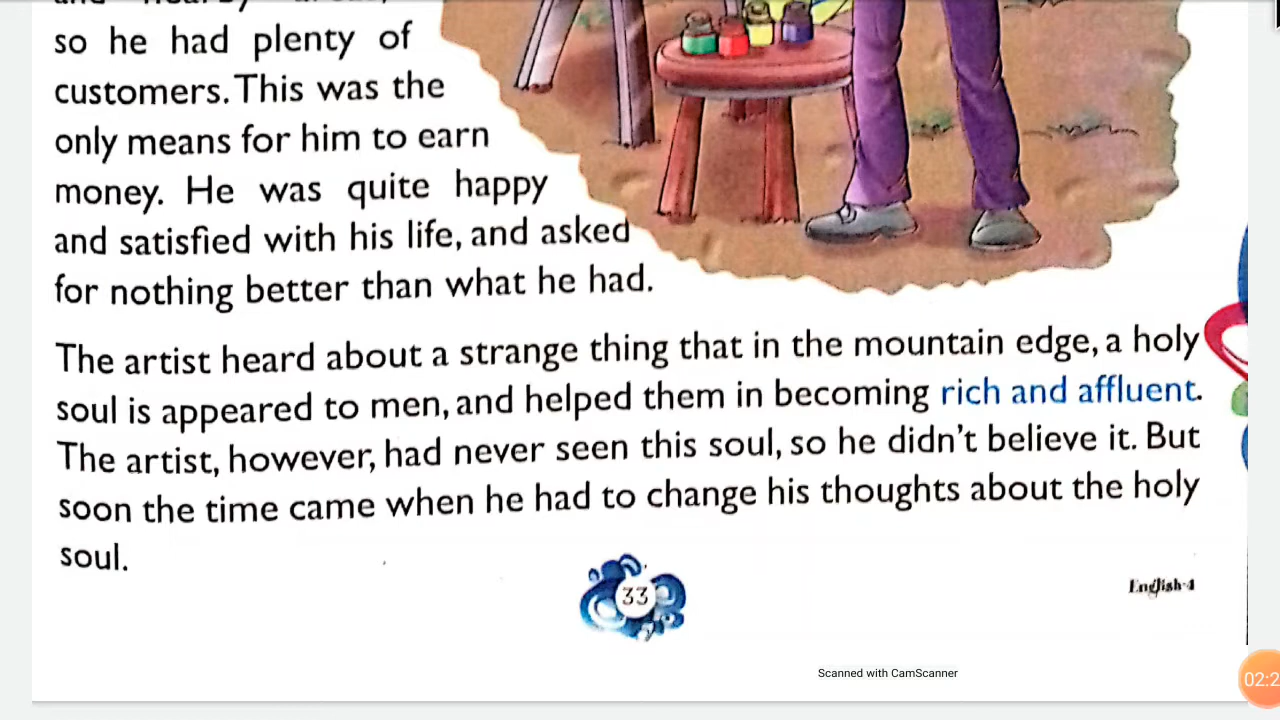 so he had plenty of
customers. This was the
only means for him to earn
money. He was quite happy
and satisfied with his life, and asked
for nothing better than what he had.
The artist heard about a strange thing that in the mountain edge, a holy
soul is appeared to men, and helped them in becoming rich and affluent.
The artist, however, had never seen this soul, so he didn't believe it. But
soon the time came when he had to change his thoughts about the holy
soul.
33
English-4
Scanned with CamScanner